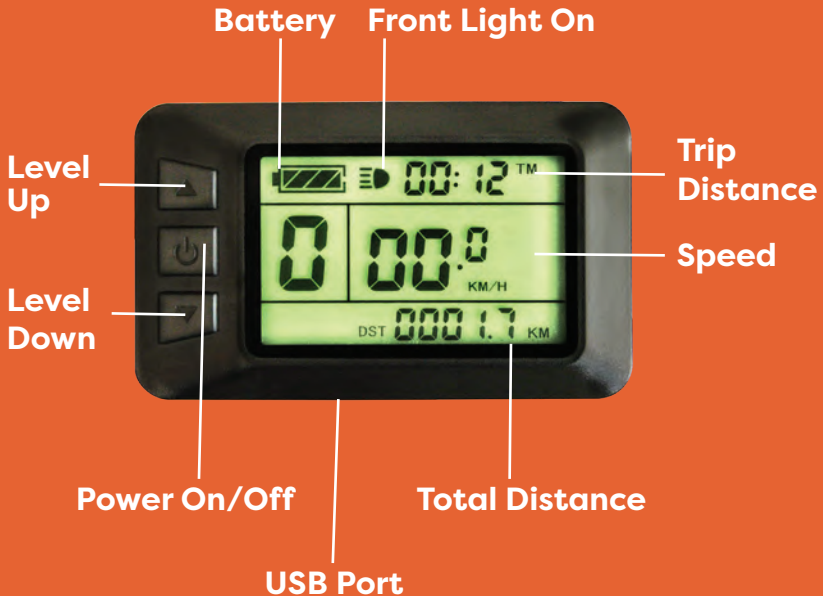 Battery
Front Light On
Level
Up
00:12 TM
Trip
Distance
0
00.0
KM/H
Speed
Level
Down
DST 0001.7 KM
Power On/Off
Total Distance
USB Port